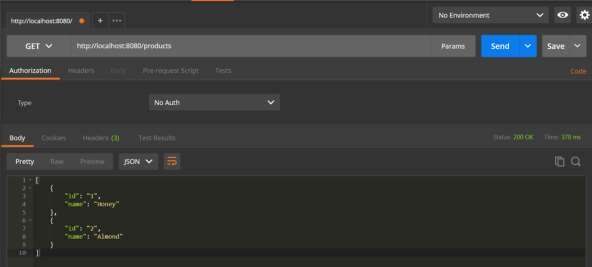 http://localhost:8080/
No Environment
GET http://localhost:8080/products Params Send Save
Authorization Headers Body Pre-request Script Tests Code
Type No Auth
Body Cookies Headers (3) Test Results Status: 200 OK Time: 378 ms
Pretty Raw Preview JSON
1 [
2 {
3 "id": "1",
4 "name": "Honey"
5 },
6 {
7 "id": "2",
8 "name": "Almond"
9 }
10 ]